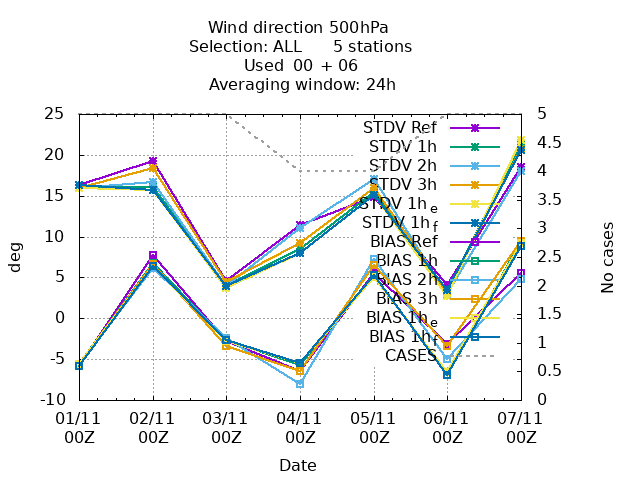 Wind direction 500hPa
Selection: ALL 5 stations
Used 00 + 06
Averaging window: 24h
25
20
15
10
5
0
-5
-10
deg
5
4.5
4
3.5
3
2.5
2
1.5
1
0.5
0
No cases
STDV Ref
STDV 1h
STDV 2h
STDV 3h
STDV 1h e
STDV 1h f
BIAS Ref
BIAS 1h
BIAS 2h
BIAS 3h
BIAS 1h e
BIAS 1h f
CASES
01/11 02/11 03/11 04/11 05/11 06/11 07/11
00Z 00Z 00Z 00Z 00Z 00Z 00Z
Date